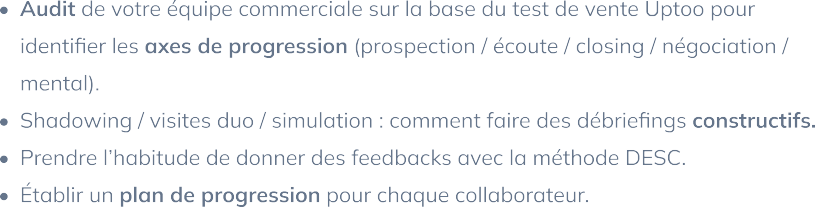 • Audit de votre équipe commerciale sur la base du test de vente Uptoo pour
identifier les axes de progression (prospection / écoute / closing / négociation /
mental).
• Shadowing / visites duo / simulation : comment faire des débriefings constructifs.
• Prendre l'habitude de donner des feedbacks avec la méthode DESC.
• Établir un plan de progression pour chaque collaborateur.